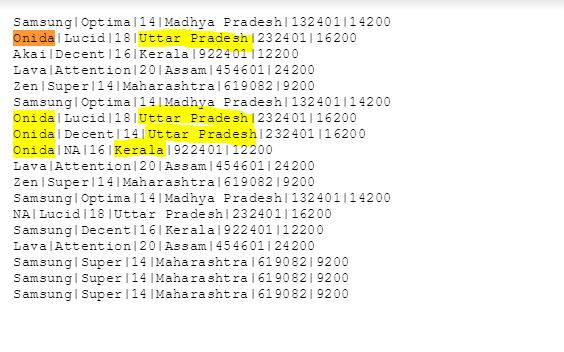 Samsung|Optima|14|Madhya Pradesh|132401|14200
Onida|Lucid|18|Uttar Pradesh|232401|16200
Akai|Decent|16|Kerala|922401|12200
Lava|Attention|20|Assam|454601|24200
Zen|Super|14|Maharashtra|619082|9200
Samsung|Optima|14|Madhya Pradesh|132401|14200
Onida|Lucid|18|Uttar Pradesh|232401|16200
Onida|Decent|14|Uttar Pradesh|232401|16200
Onida|NA|16|Kerala|922401|12200
Lava|Attention|20|Assam|454601|24200
Zen|Super|14|Maharashtra|619082|9200
Samsung|Optima|14|Madhya Pradesh|132401|14200
NA|Lucid|18|Uttar Pradesh|232401|16200
Samsung|Decent|16|Kerala|922401|12200
Lava|Attention|20|Assam|454601|24200
Samsung|Super|14|Maharashtra|619082|9200
Samsung|Super|14|Maharashtra|619082|9200
Samsung|Super|14|Maharashtra|619082|9200